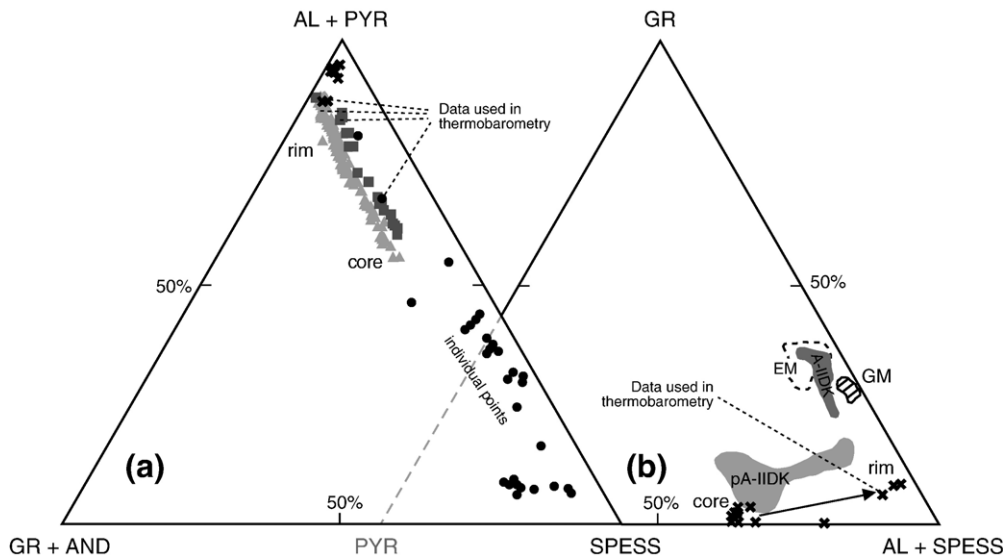 AL + PYR
GR
Data used in
thermobarometry
rim
core
50%
50%
individual points
EM
A-IIDK
GM
Data used in
thermobarometry
(a)
(b)
pA-IIDK
rim
core
50%
50%
GR + AND
PYR
SPESS
AL + SPESS